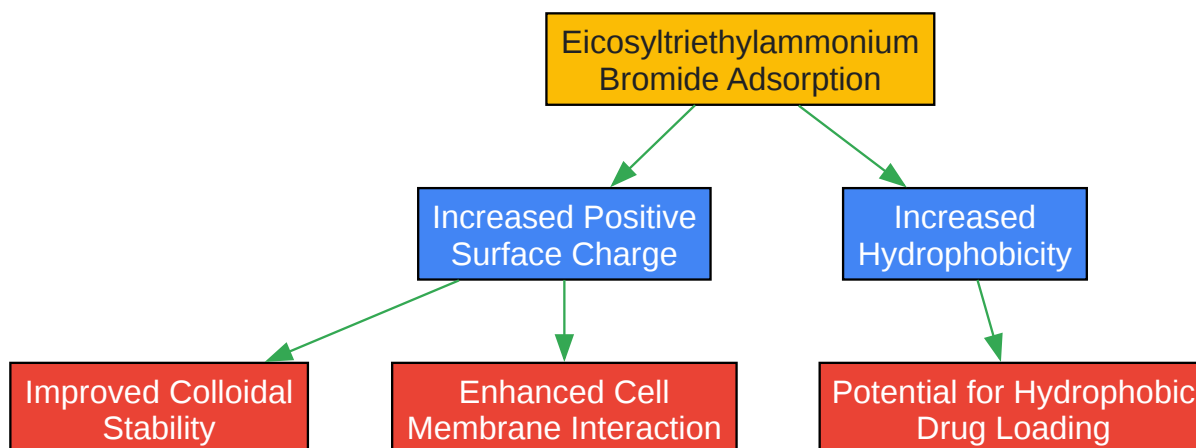 Eicosyltriethylammonium
Bromide Adsorption
Increased Positive
Surface Charge
Increased
Hydrophobicity
Improved Colloidal
Stability
Enhanced Cell
Membrane Interaction
Potential for Hydrophobic
Drug Loading